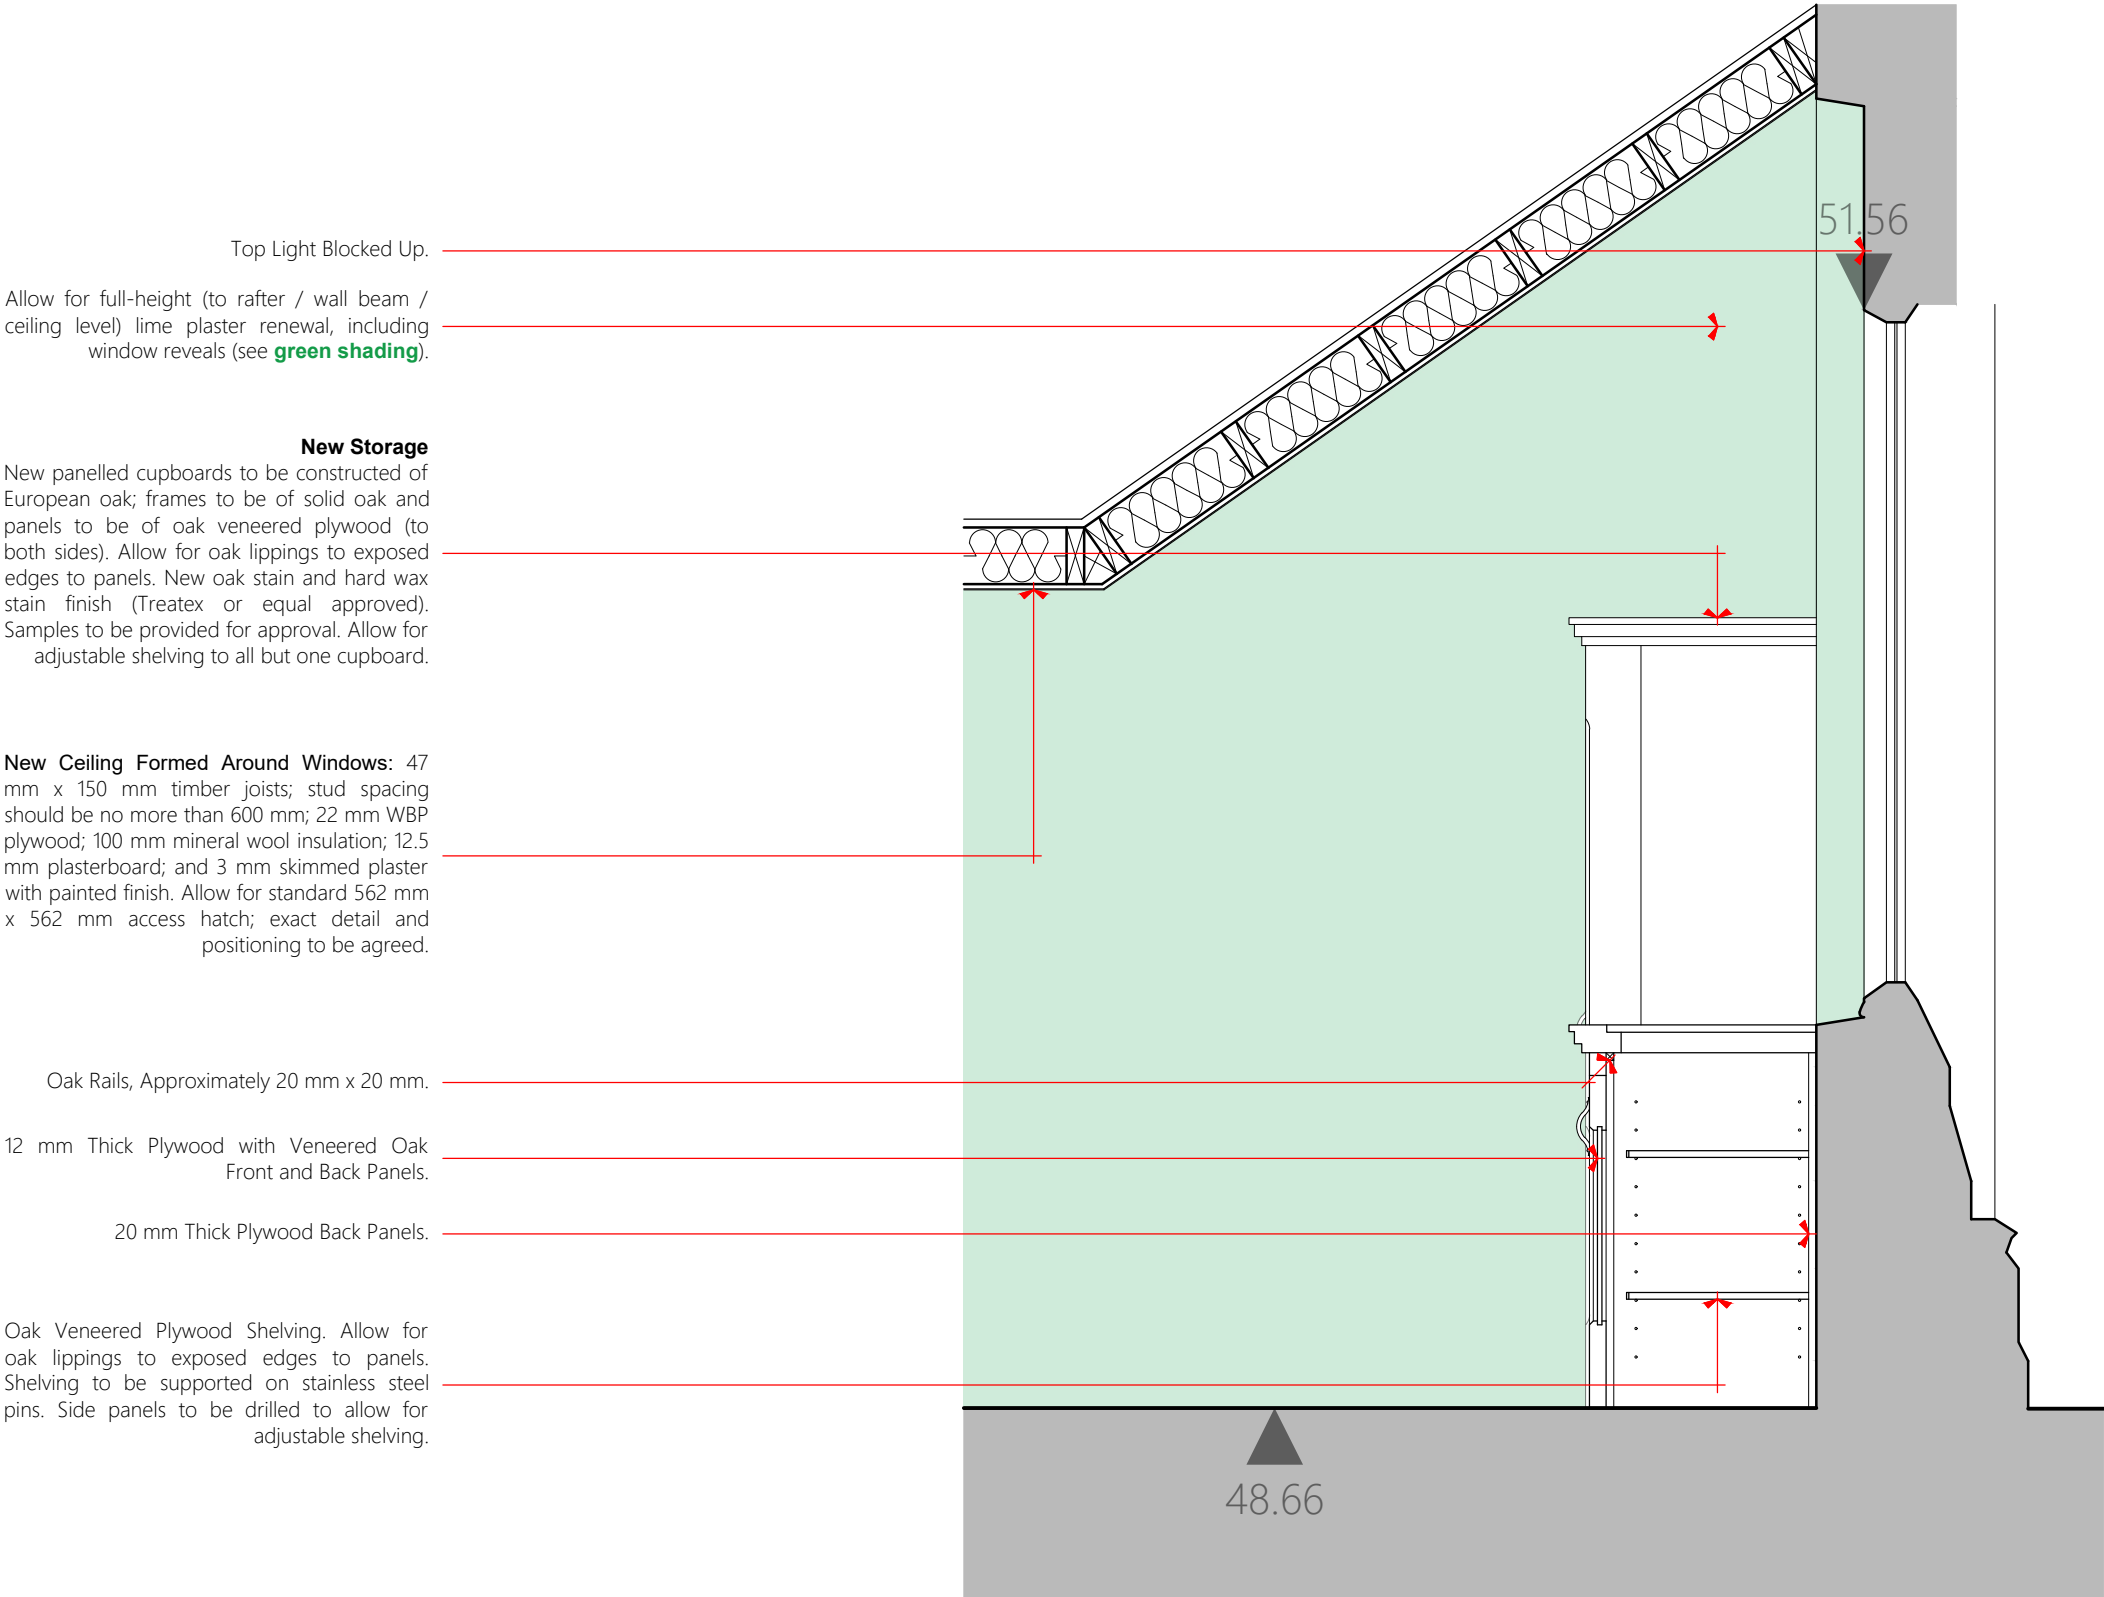 51.56
Top Light Blocked Up.
Allow for full-height (to rafter / wall beam /
ceiling level) lime plaster renewal, including
window reveals (see green shading).
New Storage
New panelled cupboards to be constructed of
European oak; frames to be of solid oak and
panels to be of oak veneered plywood (to
both sides). Allow for oak lippings to exposed
edges to panels. New oak stain and hard wax
stain finish (Treatex or equal approved).
Samples to be provided for approval. Allow for
adjustable shelving to all but one cupboard.
New Ceiling Formed Around Windows: 47
mm x 150 mm timber joists; stud spacing
should be no more than 600 mm; 22 mm WBP
plywood; 100 mm mineral wool insulation; 12.5
mm plasterboard; and 3 mm skimmed plaster
with painted finish. Allow for standard 562 mm
x 562 mm access hatch; exact detail and
positioning to be agreed.
Oak Rails, Approximately 20 mm x 20 mm.
12 mm Thick Plywood with Veneered Oak
Front and Back Panels.
20 mm Thick Plywood Back Panels.
Oak Veneered Plywood Shelving. Allow for
oak lippings to exposed edges to panels.
Shelving to be supported on stainless steel
pins. Side panels to be drilled to allow for
adjustable shelving.
48.66